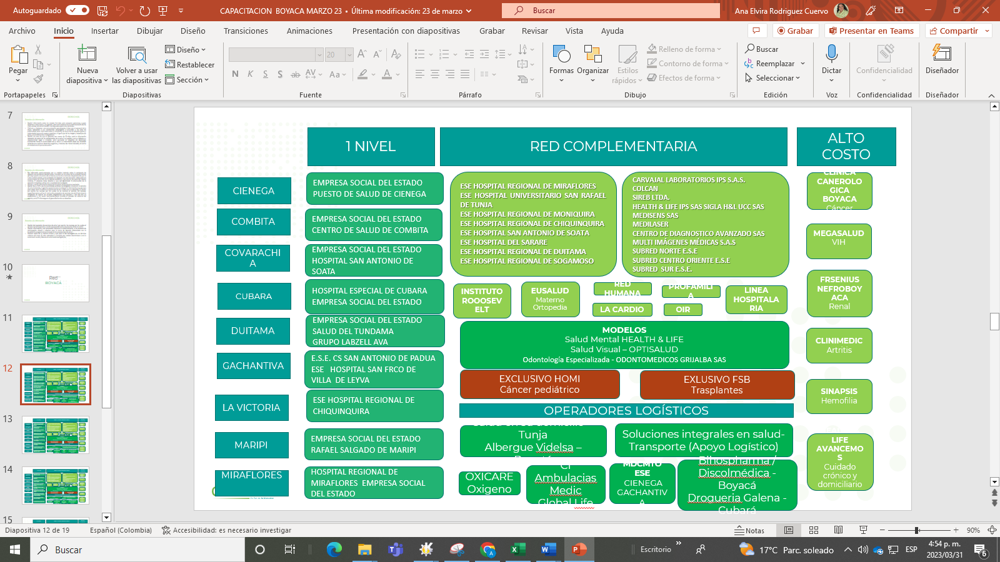 Autoguardado
CAPACITACION BOYACA MARZO 23 • Última modificación: 23 de marzo
Buscar
Ana Elvira Rodriguez Cuervo
Archivo Inicio Insertar Dibujar Diseño Transiciones Animaciones Presentación con diapositivas Grabar Revisar Vista Ayuda
Grabar
Presentar en Teams
Compartir
Pegar
Nueva diapositiva
Volver a usar las diapositivas
Diseño
Restablecer
Sección
20
N K S S ab AV Aa A
Formas
Organizar
Estilos rápidos
Relleno de forma
Contorno de forma
Efectos de forma
Buscar
Reemplazar
Seleccionar
Dictar
Confidencialidad
Diseñador
Portapapeles Diapositivas Fuente Párrafo Dibujo Edición Voz Confidencialidad Diseñador
7
8
9
10
Red
BOYACÁ
11
12
13
14
15
1 NIVEL
RED COMPLEMENTARIA
ALTO
COSTO
CIENEGA
EMPRESA SOCIAL DEL ESTADO
PUESTO DE SALUD DE CIENEGA
COMBITA
EMPRESA SOCIAL DEL ESTADO
CENTRO DE SALUD DE COMBITA
COVARACHI
A
EMPRESA SOCIAL DEL ESTADO
HOSPITAL SAN ANTONIO DE
SOATA
CUBARA
HOSPITAL ESPECIAL DE CUBARA
EMPRESA SOCIAL DEL ESTADO
DUITAMA
EMPRESA SOCIAL DEL ESTADO
SALUD DEL TUNDAMA
GRUPO LABZELL AVA
GACHANTIVA
E.S.E. CS SAN ANTONIO DE PADUA
ESE HOSPITAL SAN FRCO DE
VILLA DE LEYVA
LA VICTORIA
ESE HOSPITAL REGIONAL DE
CHIQUINQUIRA
MARIPI
EMPRESA SOCIAL DEL ESTADO
RAFAEL SALGADO DE MARIPI
MIRAFLORES
HOSPITAL REGIONAL DE
MIRAFLORES EMPRESA SOCIAL
DEL ESTADO
ESE HOSPITAL REGIONAL DE MIRAFLORES
ESE HOSPITAL UNIVERSITARIO SAN RAFAEL
DE TUNJA
ESE HOSPITAL REGIONAL DE MONIQUIRA
ESE HOSPITAL REGIONAL DE CHIQUINQUIRA
ESE HOSPITAL SAN ANTONIO DE SOATA
ESE HOSPITAL DEL SARARE
ESE HOSPITAL REGIONAL DE DUITAMA
ESE HOSPITAL REGIONAL DE SOGAMOSO
CARVAJAL LABORATORIOS IPS S.A.S.
COLCAN
SIREB LTDA.
HEALTH & LIFE IPS SAS SIGLA H&L UCC SAS
MEDISENS SAS
MEDILASER
CENTRO DE DIAGNOSTICO AVANZADO SAS
MULTI IMÁGENES MÉDICAS S.A.S
SUBRED NORTE E.S.E
SUBRED CENTRO ORIENTE E.S.E
SUBRED SUR E.S.E.
INSTITUTO
ROOOSEV
ELT
EUSALUD
Materno
Ortopedia
RED
HUMANA
LA CARDIO
PROFAMILI
A
OIR
LINEA
HOSPITALA
RIA
MODELOS
Salud Mental HEALTH & LIFE
Salud Visual – OPTISALUD
Odontología Especializada - ODONTOMEDICOS GRIJALBA SAS
EXCLUSIVO HOMI
Cáncer pediátrico
EXLUSIVO FSB
Trasplantes
OPERADORES LOGÍSTICOS
Tunja
Albergue Videlsa –
Soluciones integrales en salud-
Transporte (Apoyo Logístico)
OXICARE
Oxigeno
Ambulacias
Medic
Global Life
MDCMTO
ESE
CIENEGA
GACHANTIV
A
Bihospharma /
Discolmédica -
Boyacá
Drogueria Galena -
Cubará
CLINICA
CANEROLO
GICA
BOYACA
Cáncer
MEGASALUD
VIH
FRSENIUS
NEFROBOY
ACA
Renal
CLINIMEDIC
Artritis
SINAPSIS
Hemofilia
LIFE
AVANCEMO
S
Cuidado
crónico y
domiciliario
Diapositiva 12 de 19 Español (Colombia) Accesibilidad: es necesario investigar
Notas
90%
Buscar
Escritorio
17°C Parc. soleado
ESP
4:54 p. m.
2023/03/31
6